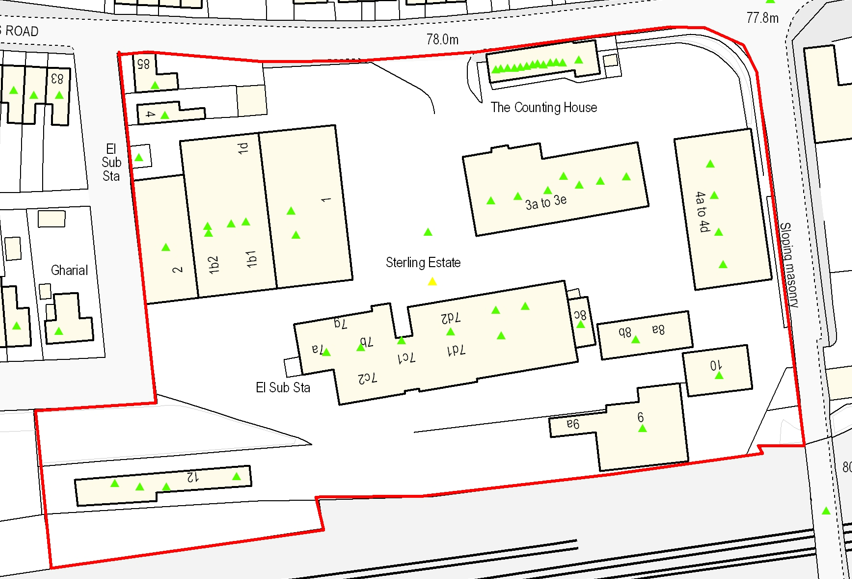 S ROAD
78.0m
77.8m
85
83
4
The Counting House
El
Sub
Sta
1d
1
3a to 3e
4a to 4d
2
1b2
1b1
Sloping masonry
Gharial
Sterling Estate
7g
7d2
8c
8b
8a
7a
7b
7c1
7d1
7c2
10
El Sub Sta
9a
9
12
80